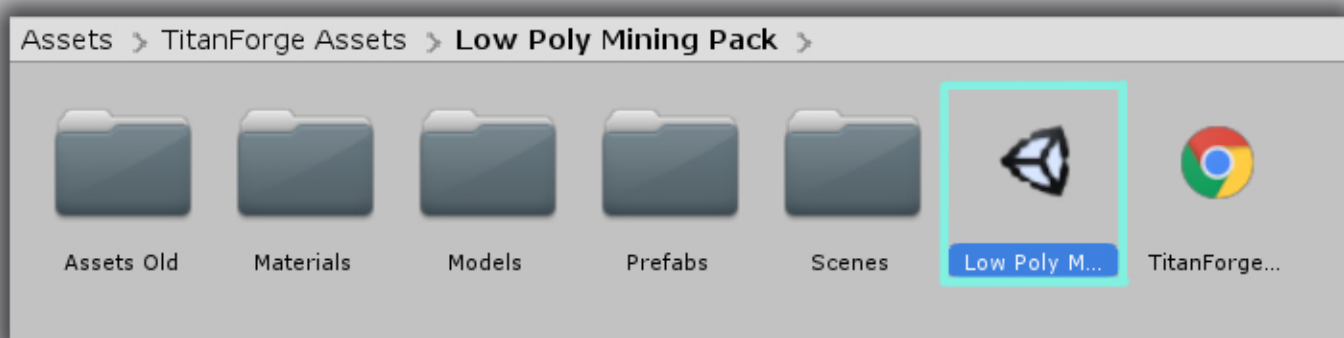 Assets > TitanForge Assets > Low Poly Mining Pack >
Assets Old Materials Models Prefabs Scenes Low Poly M... TitanForge...